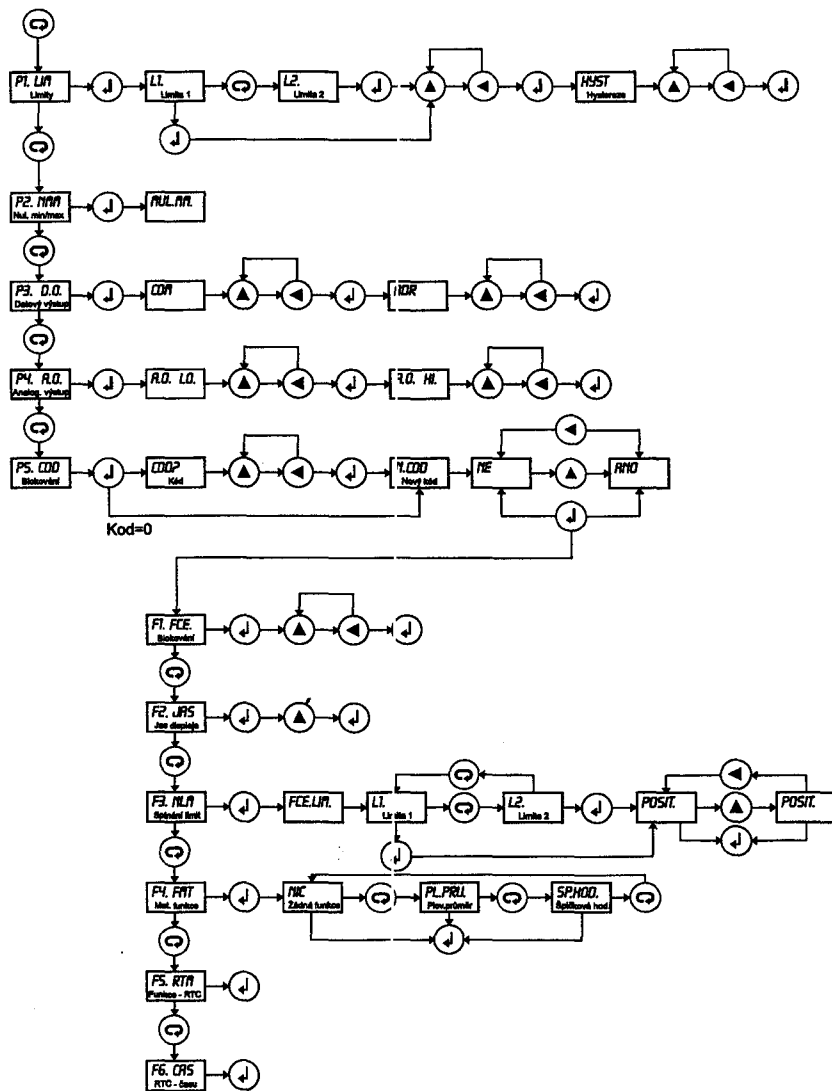 P1. LIM
Limity
L1.
Limita 1
L2.
Limita 2
HYST
Hystereze
P2. NMM
Nul. min/max
NUL.MM.
P3. D.O.
Datový výstup
COM
P4. A.O.
Analog. výstup
A.O. LO.
A.O. HI.
P5. COD
Blokování
COD?
Kód
N.COD
Nový kód
NE
ANO
Kod=0
F1. FCE.
Blokování
F2. JAS
Jas displeje
F3. NLM
Spínání limit
FCE.LIM.
L1.
Limita 1
L2.
Limita 2
POSIT.
POSIT.
F4. FMT
Mat. funkce
NIC
Žádná funkce
PL.PRU.
Plov.průměr
SP.HOD.
Špičková hod.
F5. RTM
Funkce - RTC
F6. CAS
RTC - času